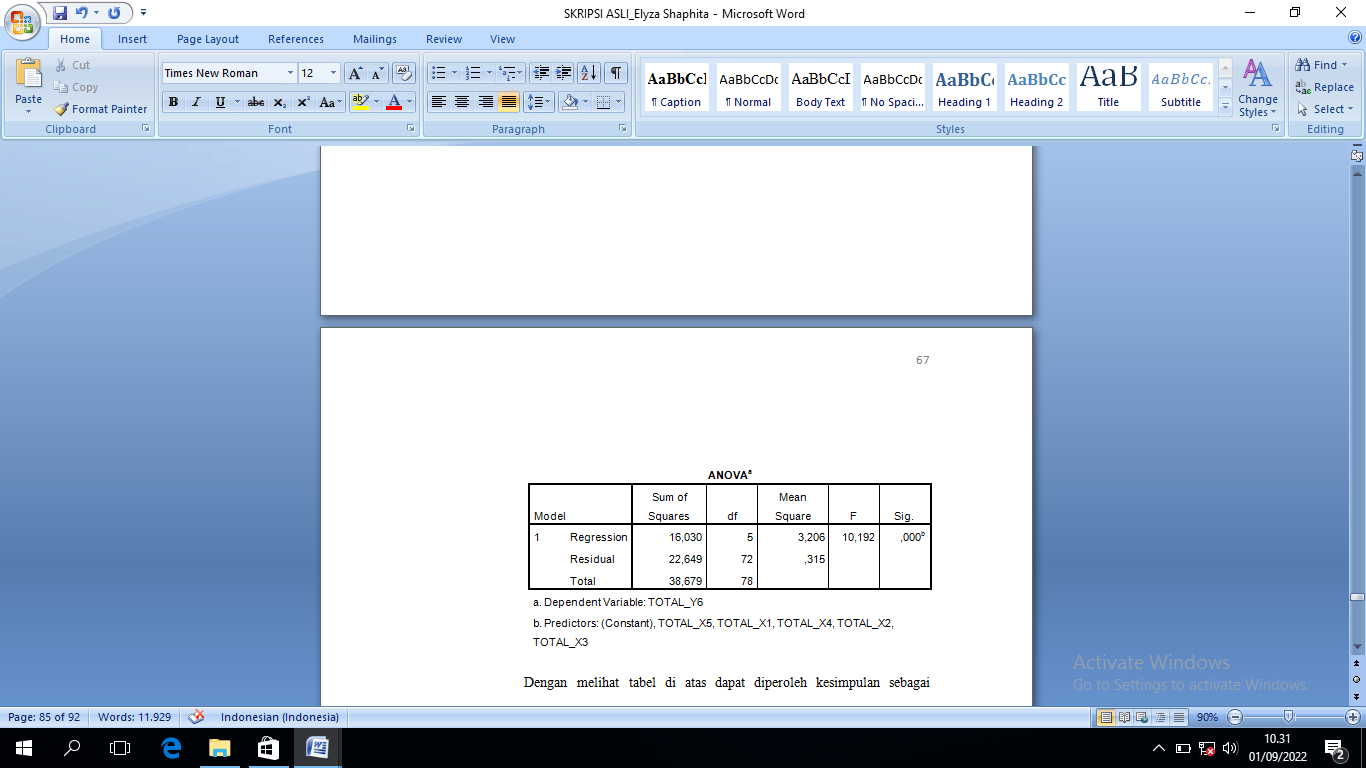 SKRIPSI ASLI_Elyza Shaphita - Microsoft Word
Home Insert Page Layout References Mailings Review View
Paste
Cut
Copy
Format Painter
Clipboard
Times New Roman 12
Font
Paragraph
AaBbCcI AaBbCcDc AaBbCcI AaBbCcDc AaBbC AaBbCc AaB AaBbCc.
¶ Caption ¶ Normal Body Text ¶ No Spaci... Heading 1 Heading 2 Title Subtitle
Change
Styles
Styles
Find
Replace
Select
Editing
67
ANOVAa
Model Sum of Squares df Mean Square F Sig.
1 Regression 16,030 5 3,206 10,192 ,000b
Residual 22,649 72 ,315
Total 38,679 78
a. Dependent Variable: TOTAL_Y6
b. Predictors: (Constant), TOTAL_X5, TOTAL_X1, TOTAL_X4, TOTAL_X2,
TOTAL_X3
Dengan melihat tabel di atas dapat diperoleh kesimpulan sebagai
Activate Windows
Go to Settings to activate Windows.
Page: 85 of 92 Words: 11.929 Indonesian (Indonesia) 90%
10.31
01/09/2022
2